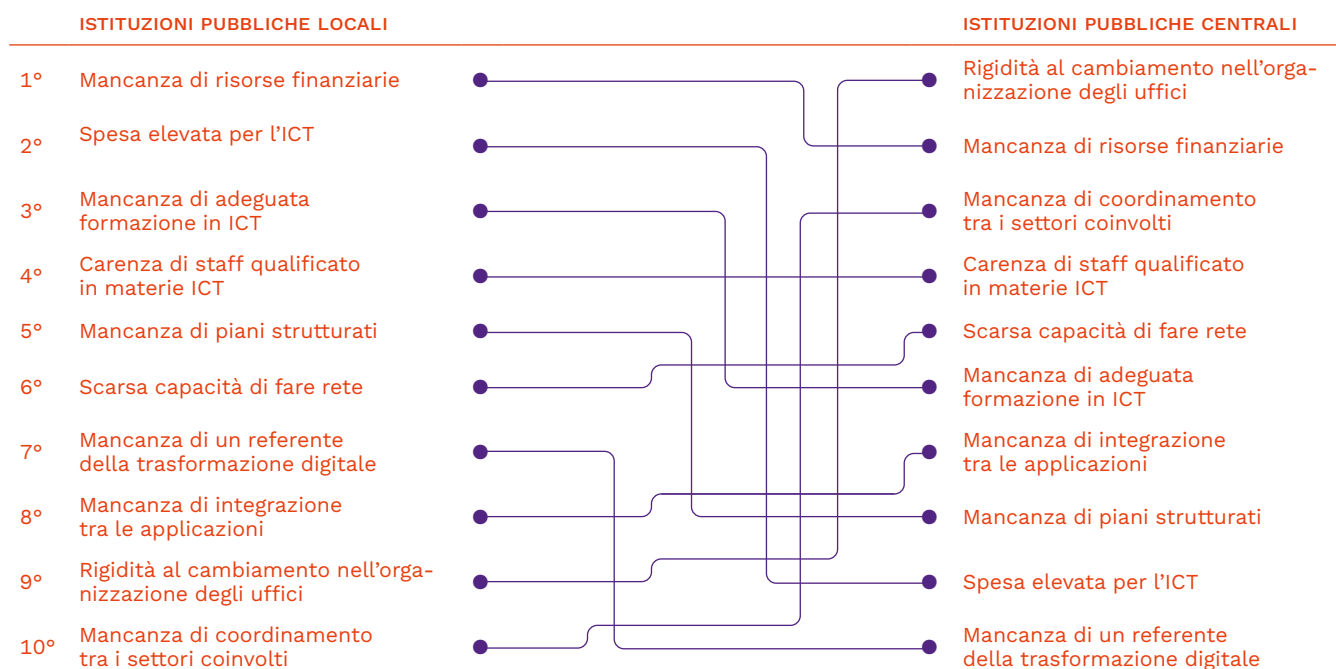 ISTITUZIONI PUBBLICHE LOCALI
ISTITUZIONI PUBBLICHE CENTRALI
1°
Mancanza di risorse finanziarie
Rigidità al cambiamento nell'orga-
nizzazione degli uffici
2°
Spesa elevata per l'ICT
Mancanza di risorse finanziarie
3°
Mancanza di adeguata
formazione in ICT
Mancanza di coordinamento
tra i settori coinvolti
4°
Carenza di staff qualificato
in materie ICT
Carenza di staff qualificato
in materie ICT
5°
Mancanza di piani strutturati
Scarsa capacità di fare rete
6°
Scarsa capacità di fare rete
Mancanza di adeguata
formazione in ICT
7°
Mancanza di un referente
della trasformazione digitale
Mancanza di integrazione
tra le applicazioni
8°
Mancanza di integrazione
tra le applicazioni
Mancanza di piani strutturati
9°
Rigidità al cambiamento nell'orga-
nizzazione degli uffici
Spesa elevata per l'ICT
10°
Mancanza di coordinamento
tra i settori coinvolti
Mancanza di un referente
della trasformazione digitale